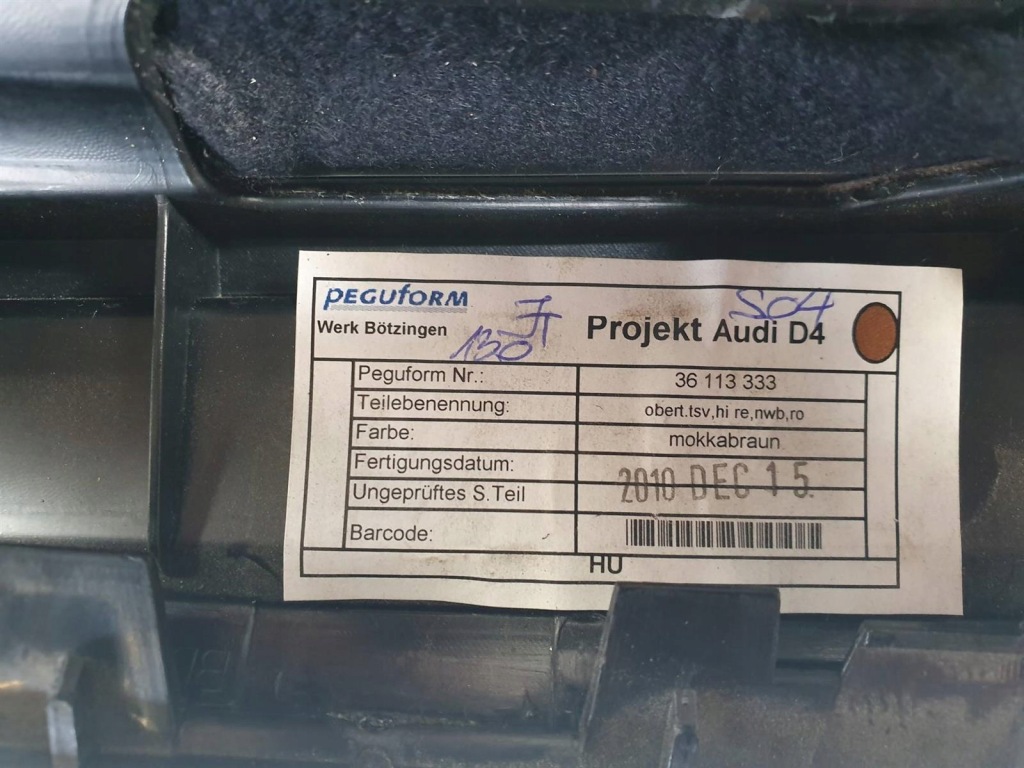 PEGUFORM
Werk Bötzingen
130
Projekt Audi D4
S04
Peguform Nr.: 36 113 333
Teilebenennung: obert.tsv,hi re,nwb,ro
Farbe: mokkabraun
Fertigungsdatum: 2010 DEC 15.
Ungeprüftes S.Teil
Barcode:
HU